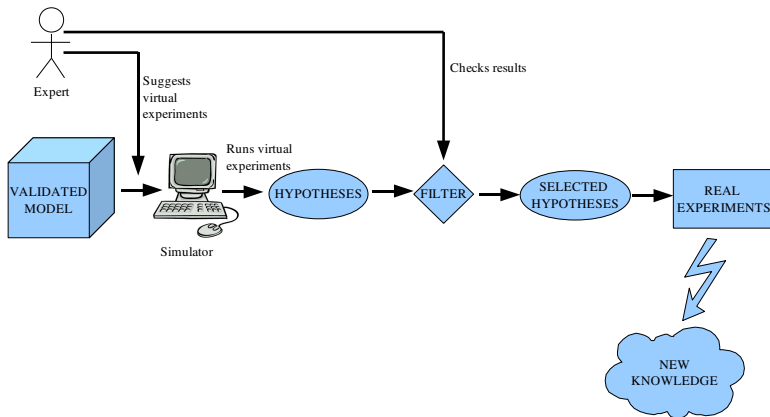 Expert
Suggests
virtual
experiments
Checks results
VALIDATED
MODEL
Simulator
Runs virtual
experiments
HYPOTHESES
FILTER
SELECTED
HYPOTHESES
REAL
EXPERIMENTS
NEW
KNOWLEDGE